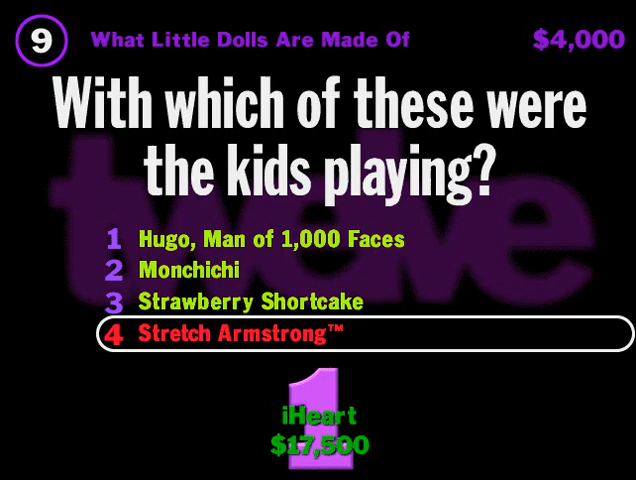 9 What Little Dolls Are Made Of $4,000
With which of these were
the kids playing?
twelve
1 Hugo, Man of 1,000 Faces
2 Monchichi
3 Strawberry Shortcake
4 Stretch Armstrong™
1
iHeart
$17,500